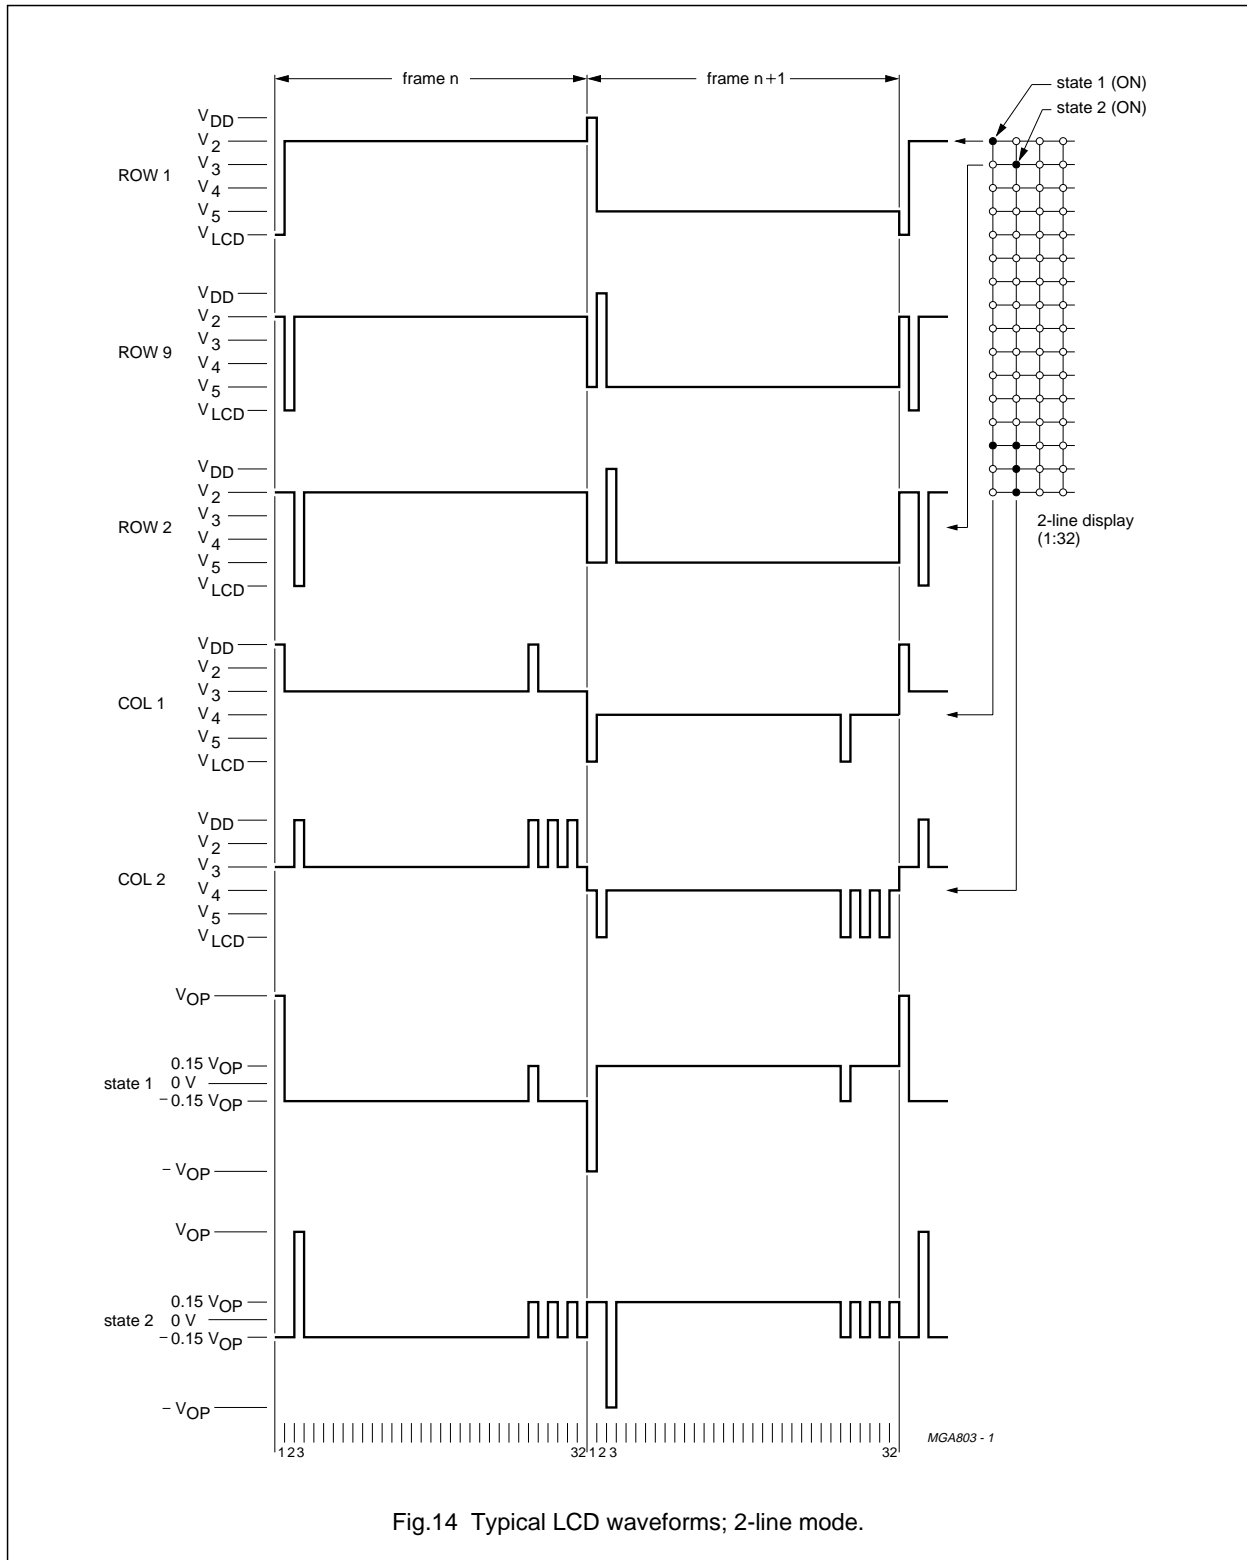 frame n
frame n+1
state 1 (ON)
state 2 (ON)
ROW 1
VDD
V2
V3
V4
V5
VLCD
ROW 9
VDD
V2
V3
V4
V5
VLCD
ROW 2
VDD
V2
V3
V4
V5
VLCD
2-line display
(1:32)
COL 1
VDD
V2
V3
V4
V5
VLCD
COL 2
VDD
V2
V3
V4
V5
VLCD
state 1
VOP
0.15 VOP
0 V
−0.15 VOP
−VOP
state 2
VOP
0.15 VOP
0 V
−0.15 VOP
−VOP
1 2 3 32 1 2 3 32
MGA803 - 1
Fig.14 Typical LCD waveforms; 2-line mode.